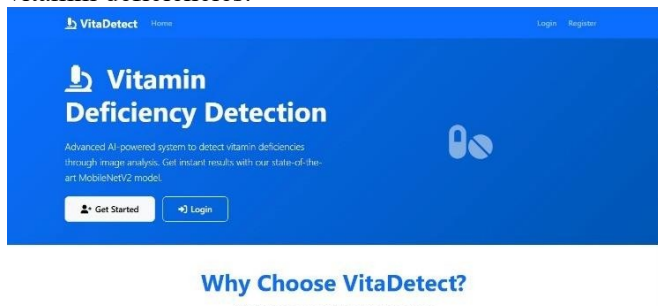 vitamin deficiencies.
VitaDetect Home Login Register
Vitamin
Deficiency Detection
Advanced AI-powered system to detect vitamin deficiencies
through image analysis. Get instant results with our state-of-the-
art MobileNetV2 model.
Get Started Login
Why Choose VitaDetect?